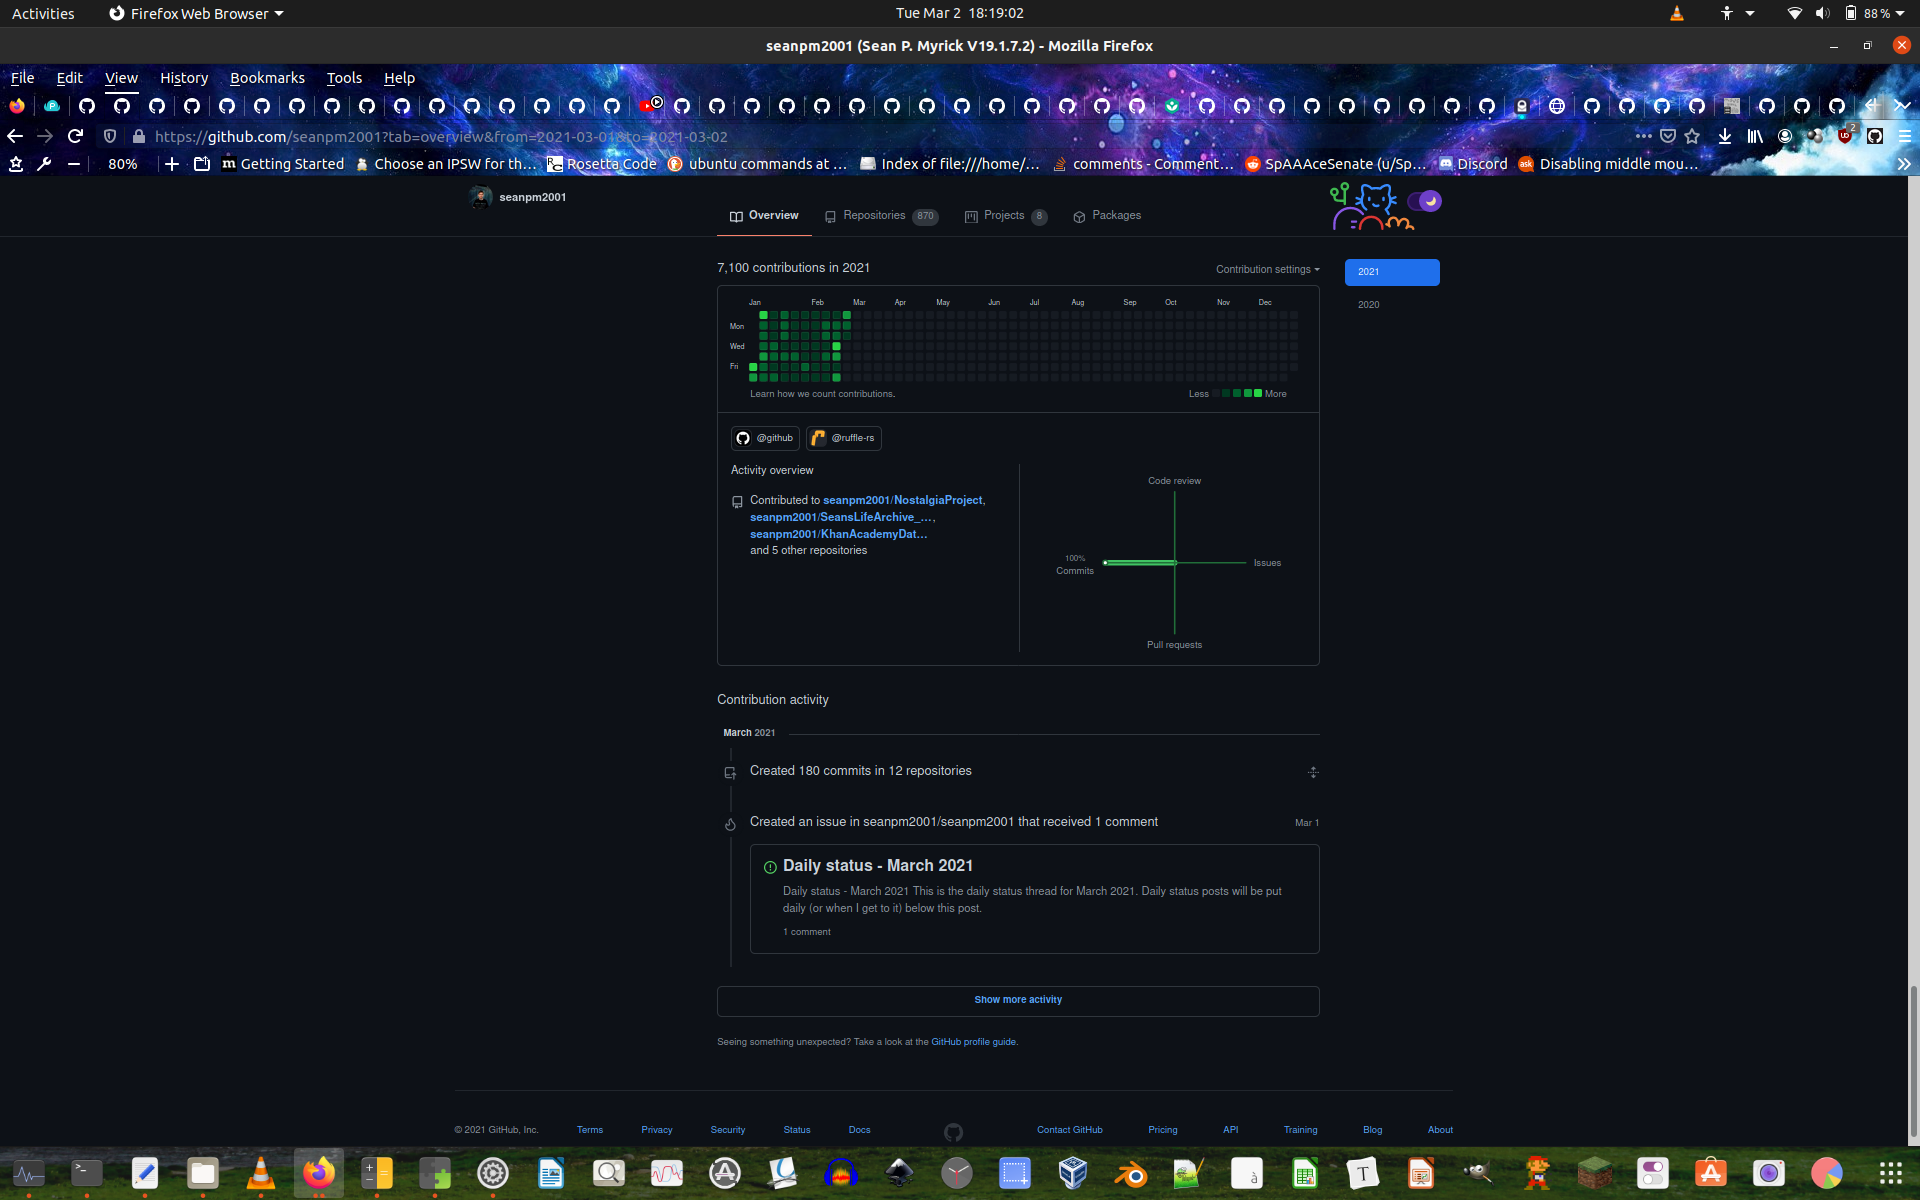 Activities
Firefox Web Browser
Tue Mar 2 18:19:02
88%
seanpm2001 (Sean P. Myrick V19.1.7.2) - Mozilla Firefox
File Edit View History Bookmarks Tools Help
https://github.com/seanpm2001?tab=overview&from=2021-03-01&to=2021-03-02
2
80%
Getting Started
Choose an IPSW for th…
Rosetta Code
ubuntu commands at …
Index of file:///home/…
comments - Comment…
SpAAAceSenate (u/Sp…
Discord
Disabling middle mou…
seanpm2001
Overview
Repositories 870
Projects 8
Packages
7,100 contributions in 2021
Contribution settings
2021
2020
Jan Feb Mar Apr May Jun Jul Aug Sep Oct Nov Dec
Mon
Wed
Fri
Learn how we count contributions.
Less More
@github
@ruffle-rs
Activity overview
Contributed to seanpm2001/NostalgiaProject,
seanpm2001/SeansLifeArchive_…,
seanpm2001/KhanAcademyDat…
and 5 other repositories
Code review
100%
Commits
Issues
Pull requests
Contribution activity
March 2021
Created 180 commits in 12 repositories
Created an issue in seanpm2001/seanpm2001 that received 1 comment
Mar 1
Daily status - March 2021
Daily status - March 2021 This is the daily status thread for March 2021. Daily status posts will be put
daily (or when I get to it) below this post.
1 comment
Show more activity
Seeing something unexpected? Take a look at the GitHub profile guide.
© 2021 GitHub, Inc.
Terms
Privacy
Security
Status
Docs
Contact GitHub
Pricing
API
Training
Blog
About